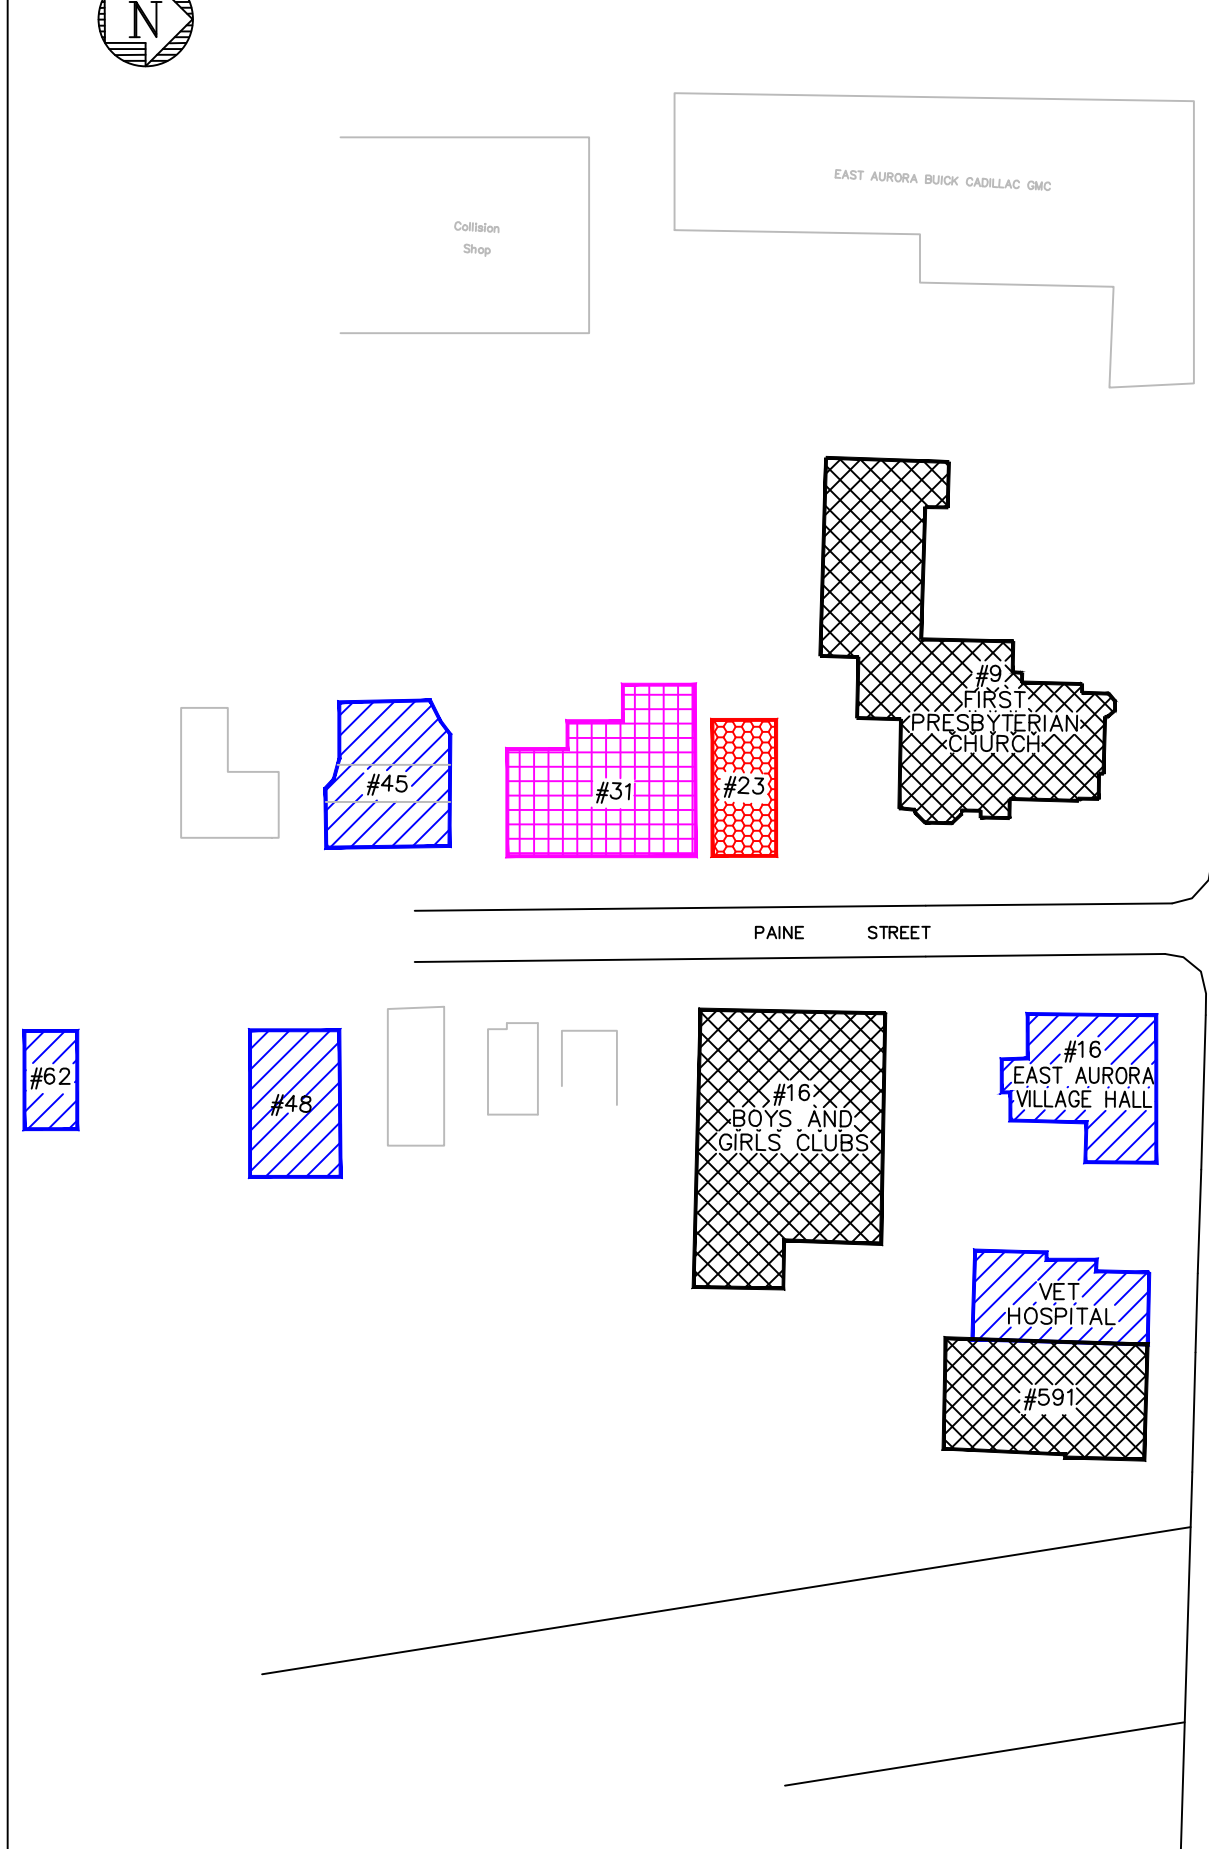 N
EAST AURORA BUICK CADILLAC GMC
Collision
Shop
#9
FIRST
PRESBYTERIAN
CHURCH
#45
#31
#23
PAINE STREET
#62
#48
#16
BOYS AND
GIRLS CLUBS
#16
EAST AURORA
VILLAGE HALL
VET
HOSPITAL
#591